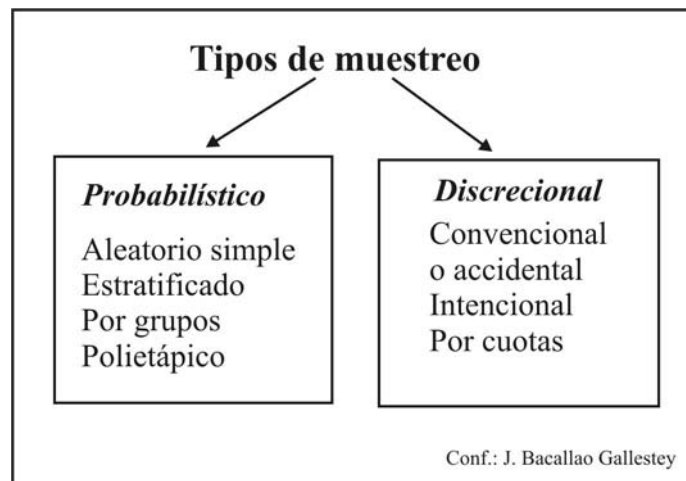 Tipos de muestreo
Probabilístico
Aleatorio simple
Estratificado
Por grupos
Polietápico
Discrecional
Convencional
o accidental
Intencional
Por cuotas
Conf.: J. Bacallao Gallestey